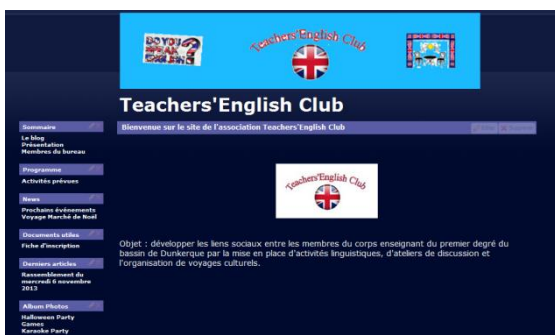 DO YOU
SPEAK
ENGLISH?
Teachers'English Club
Teachers'English Club
Bienvenue sur le site de l'association Teachers'English Club
Sommaire
Le blog
Présentation
Membres du bureau
Programme
Activités prévues
News
Prochains événements
Voyage Marché de Noël
Documents utiles
Fiche d'inscription
Derniers articles
Rassemblement du
mercredi 6 novembre
2013
Album Photos
Halloween Party
Games
Karaoke Party
Teachers'English Club
Objet : développer les liens sociaux entre les membres du corps enseignant du premier degré du
bassin de Dunkerque par la mise en place d'activités linguistiques, d'ateliers de discussion et
l'organisation de voyages culturels.